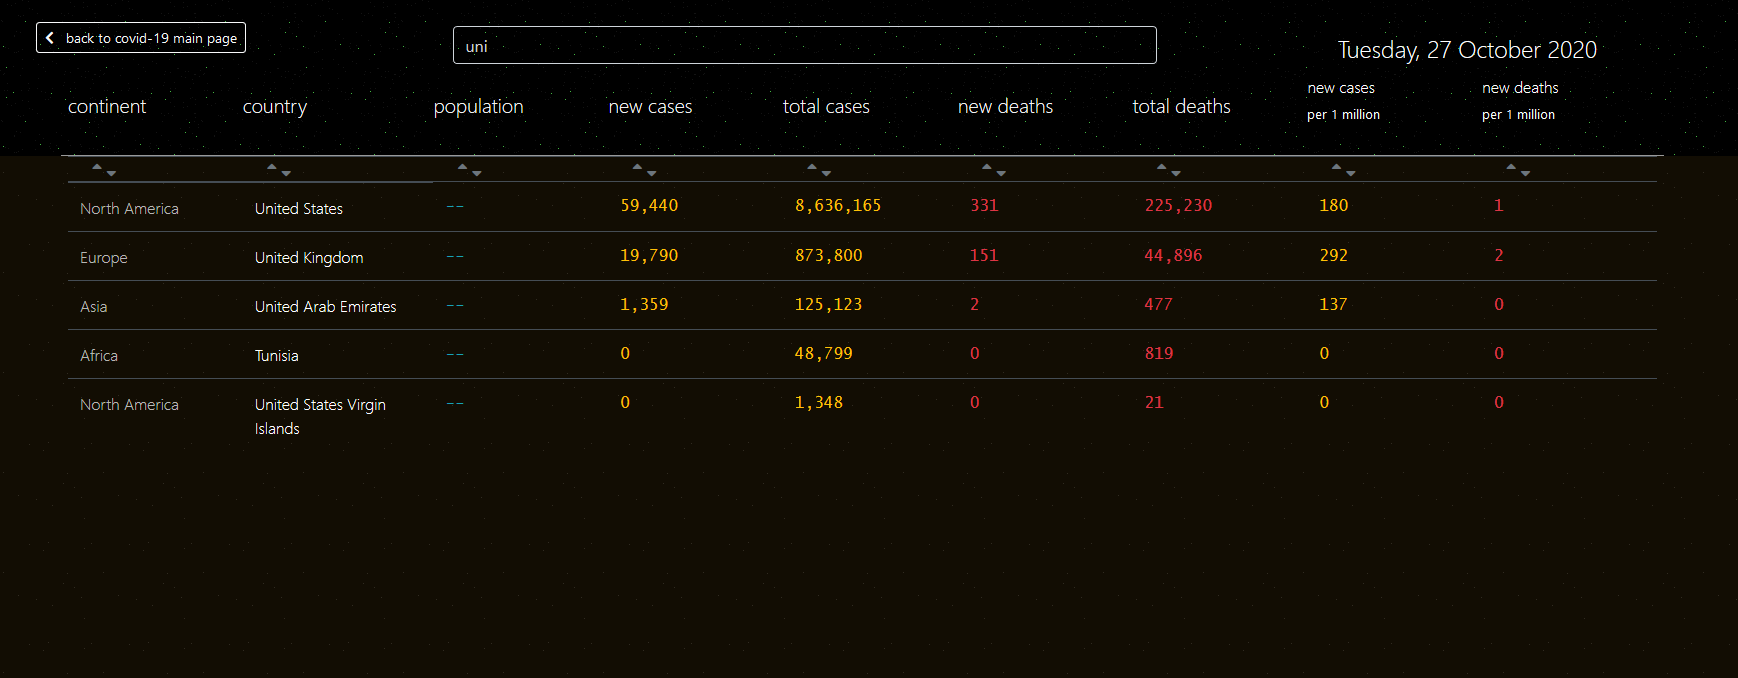 back to covid-19 main page
uni
Tuesday, 27 October 2020
continent country population new cases total cases new deaths total deaths new cases per 1 million new deaths per 1 million
North America United States -- 59,440 8,636,165 331 225,230 180 1
Europe United Kingdom -- 19,790 873,800 151 44,896 292 2
Asia United Arab Emirates -- 1,359 125,123 2 477 137 0
Africa Tunisia -- 0 48,799 0 819 0 0
North America United States Virgin Islands -- 0 1,348 0 21 0 0